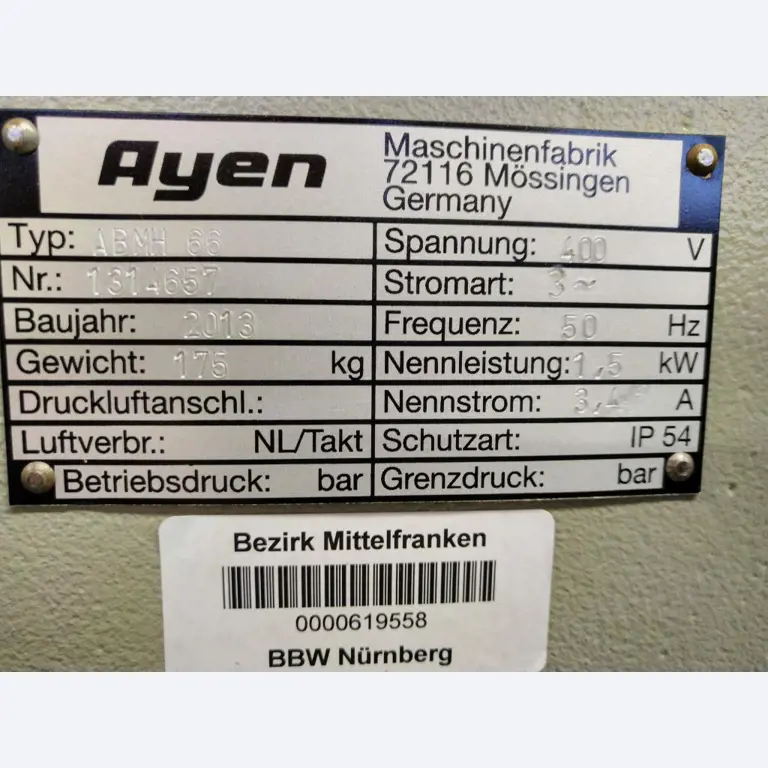 Ayen
Maschinenfabrik
72116 Mössingen
Germany
Typ: ABMH 66
Spannung: 400 V
Nr.: 1314657
Stromart: 3~
Baujahr: 2013
Frequenz: 50 Hz
Gewicht: 175 kg
Nennleistung: 1,5 kW
Druckluftanschl.:
Nennstrom: 3,4 A
Luftverbr.: NL/Takt
Schutzart: IP 54
Betriebsdruck: bar
Grenzdruck: bar
Bezirk Mittelfranken
0000619558
BBW Nürnberg